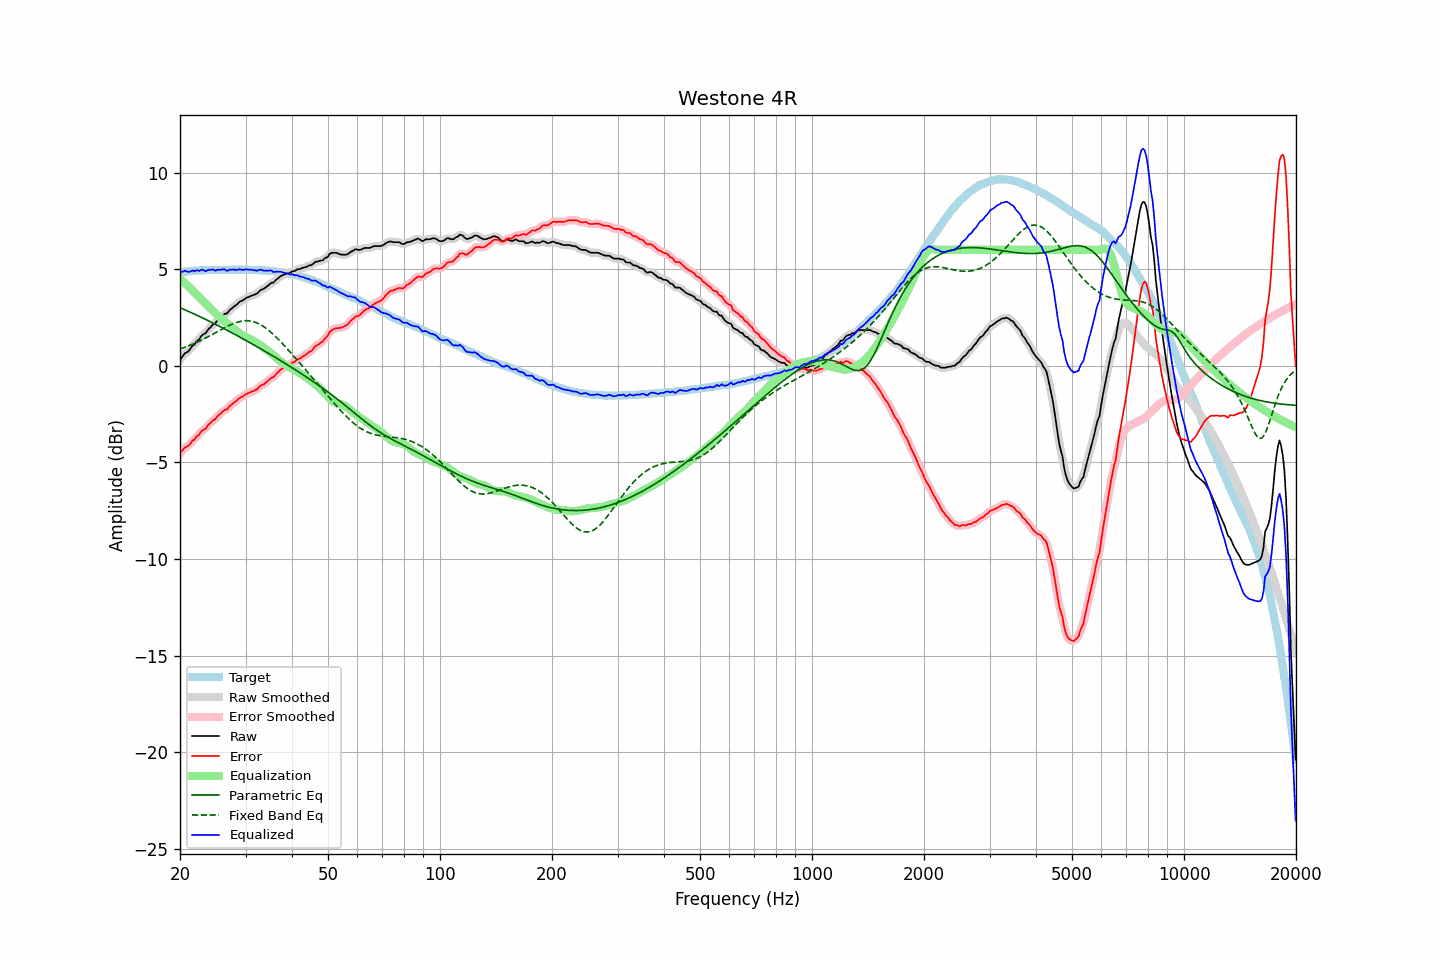 Westone 4R
Amplitude (dBr)
10
5
0
−5
−10
−15
−20
−25
Target
Raw Smoothed
Error Smoothed
Raw
Error
Equalization
Parametric Eq
Fixed Band Eq
Equalized
20 50 100 200 500 1000 2000 5000 10000 20000
Frequency (Hz)